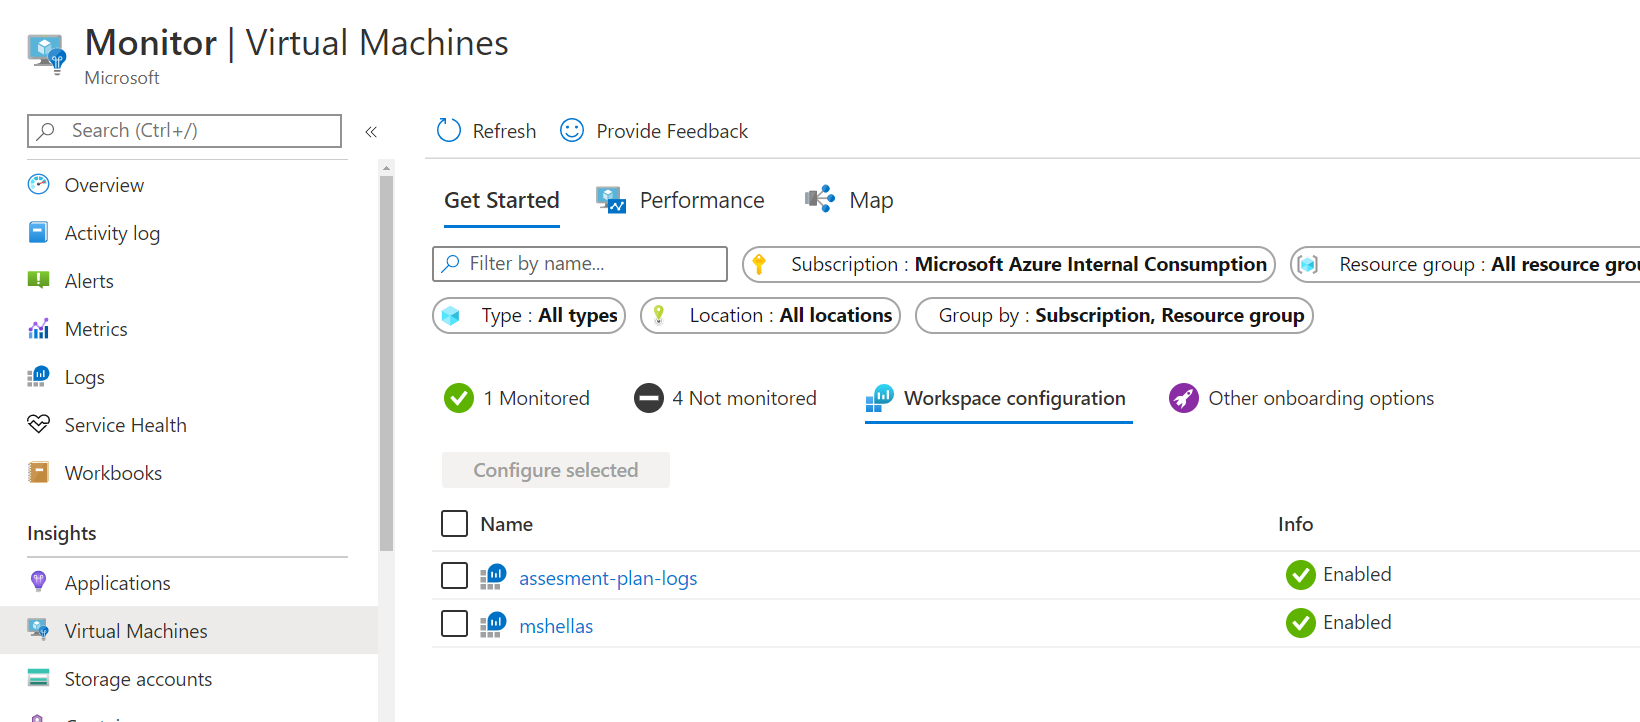 Monitor | Virtual Machines
Microsoft
Search (Ctrl+/)
«
Refresh
Provide Feedback
Overview
Activity log
Alerts
Metrics
Logs
Service Health
Workbooks
Insights
Applications
Virtual Machines
Storage accounts
Get Started
Performance
Map
Filter by name...
Subscription : Microsoft Azure Internal Consumption
Resource group : All resource grou
Type : All types
Location : All locations
Group by : Subscription, Resource group
1 Monitored
4 Not monitored
Workspace configuration
Other onboarding options
Configure selected
Name
Info
assesment-plan-logs
Enabled
mshellas
Enabled